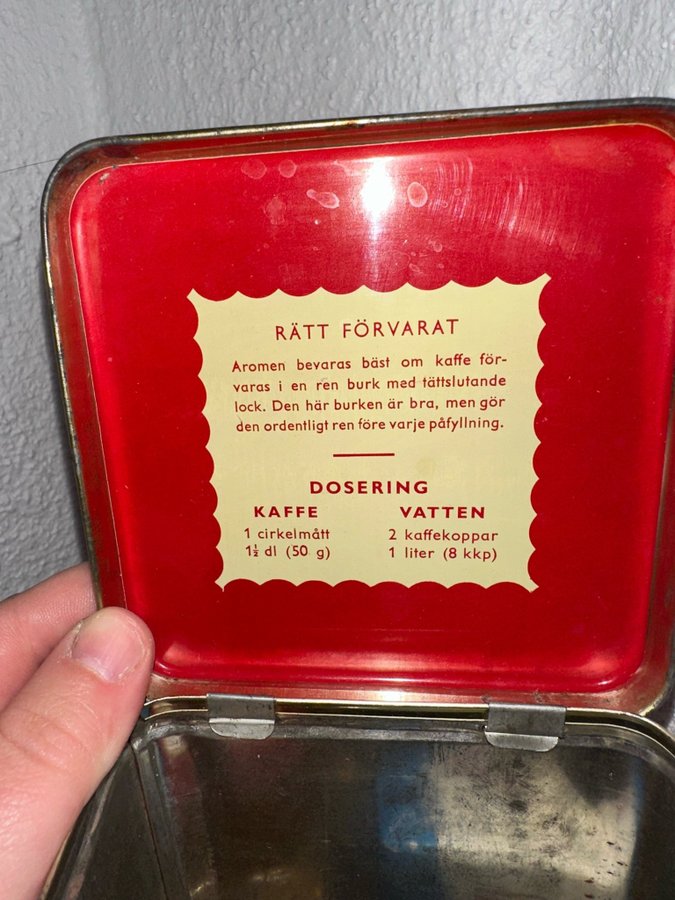 RÄTT FÖRVARAT
Aromen bevaras bäst om kaffe för-
varas i en ren burk med tättslutande
lock. Den här burken är bra, men gör
den ordentligt ren före varje påfyllning.
DOSERING
KAFFE VATTEN
1 cirkelmått 2 kaffekoppar
1½ dl (50 g) 1 liter (8 kkp)